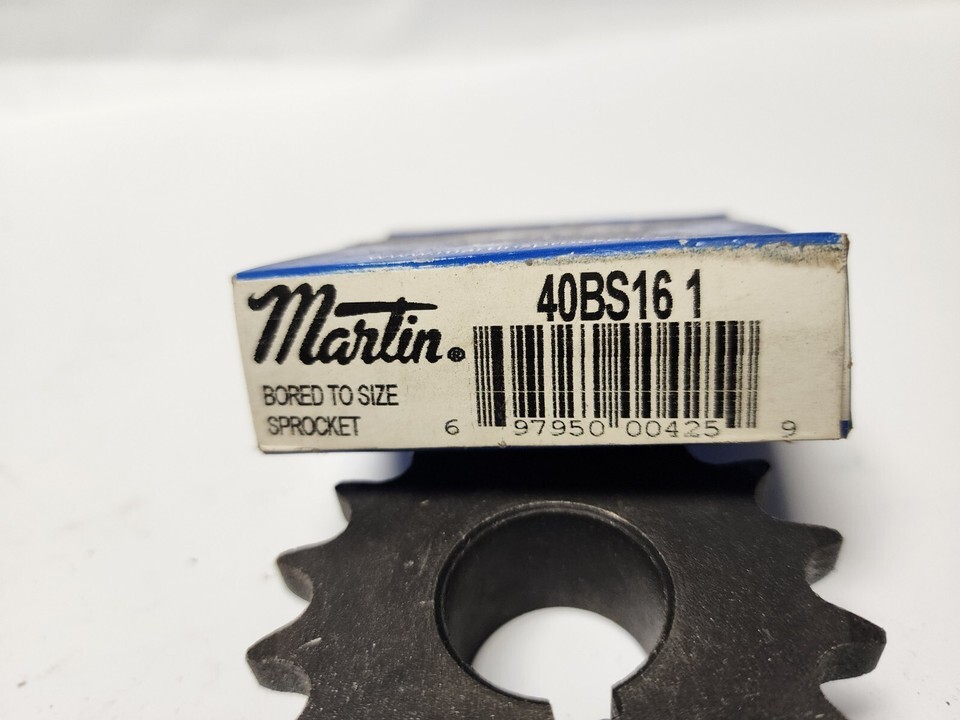 Martin®
40BS16 1
BORED TO SIZE
SPROCKET
6 97950 00425 9